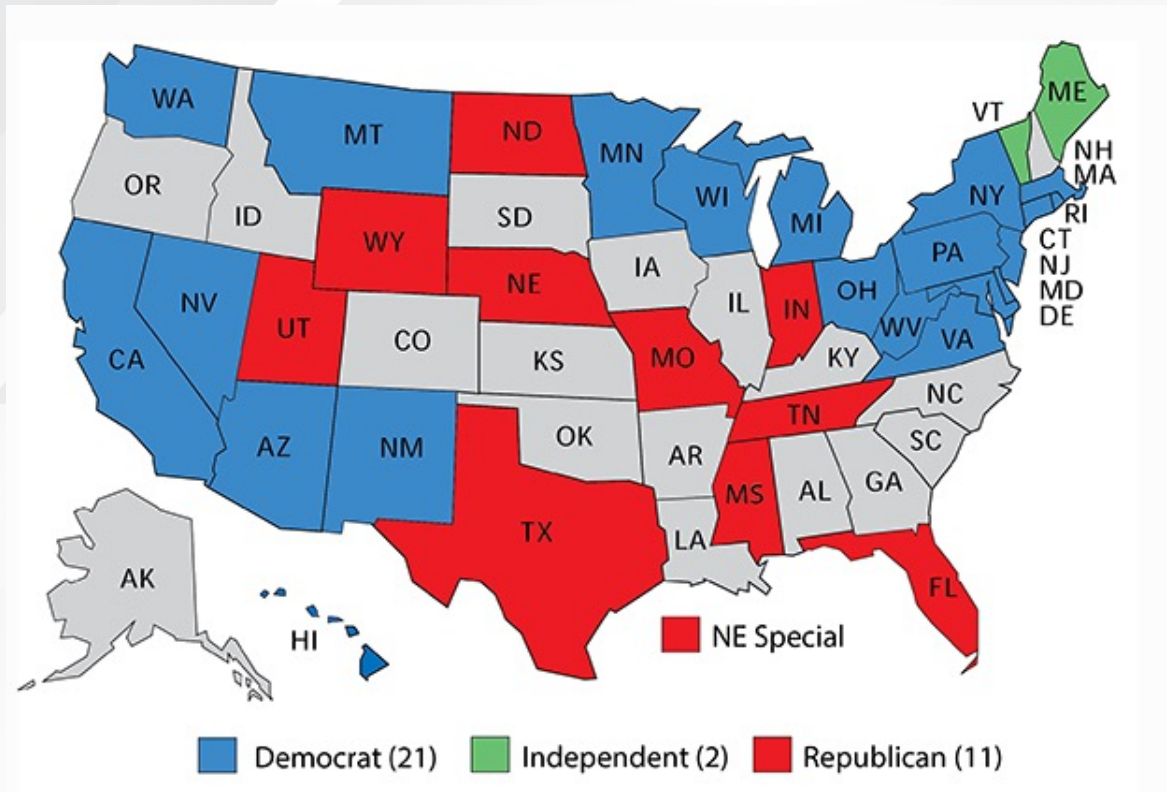 WA
MT
ND
MN
VT
ME
OR
ID
SD
WI
MI
NY
NH
MA
RI
WY
CT
NJ
MD
DE
IA
PA
NE
NV
UT
CO
IL
IN
OH
WV
VA
CA
KS
MO
KY
NC
TN
AZ
NM
OK
AR
SC
MS
AL
GA
TX
LA
AK
FL
HI
NE Special
Democrat (21) Independent (2) Republican (11)